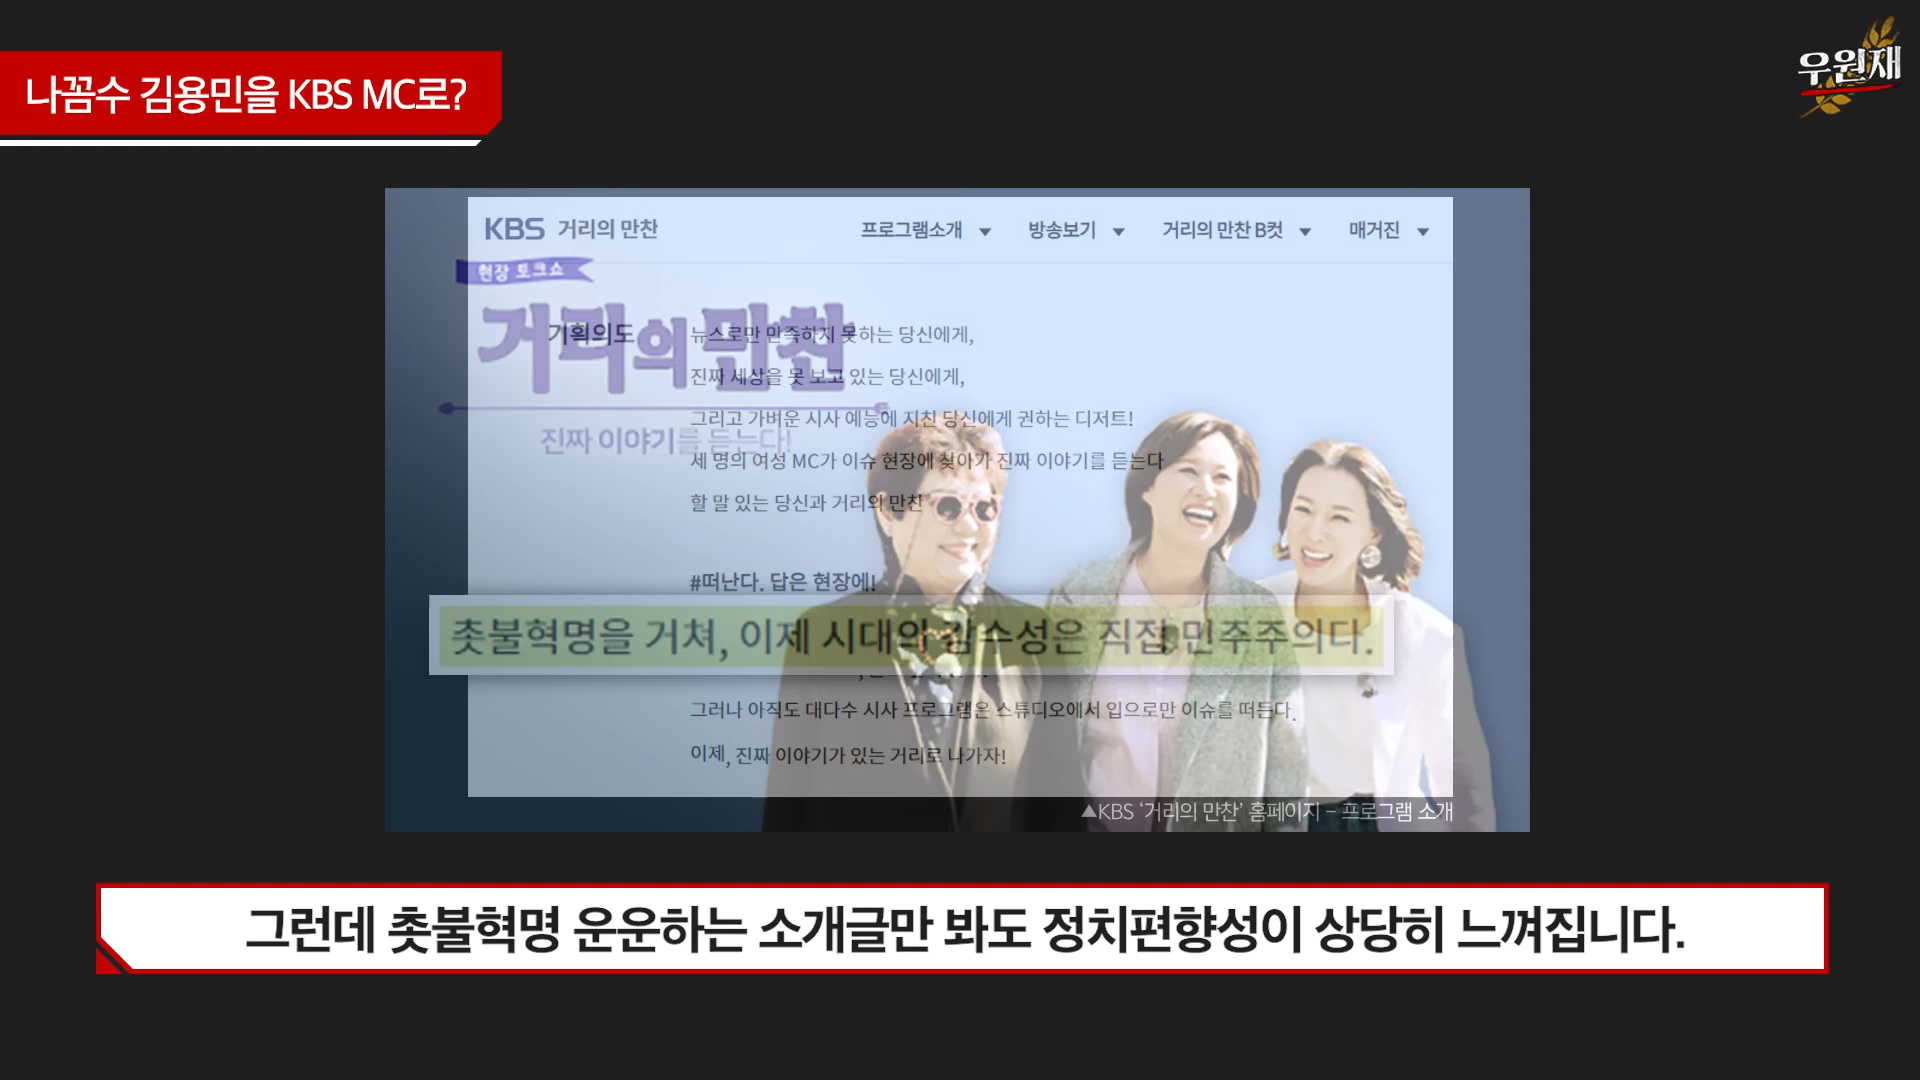 나꼼수 김용민을 KBS MC로?
우원재
KBS 거리의 만찬
프로그램소개
방송보기
거리의 만찬 B컷
매거진
현장 토크쇼
거리의 만찬
진짜 이야기를 듣는다!
기획의도
뉴스로만 만족하지 못하는 당신에게,
진짜 세상을 못 보고 있는 당신에게,
그리고 가벼운 시사 예능에 지친 당신에게 권하는 디저트!
세 명의 여성 MC가 이슈 현장에 찾아가 진짜 이야기를 듣는다
할 말 있는 당신과 거리의 만찬
#떠난다. 답은 현장에!
촛불혁명을 거쳐, 이제 시대의 감수성은 직접 민주주의다.
그러나 아직도 대다수 시사 프로그램은 스튜디오에서 입으로만 이슈를 떠든다.
이제, 진짜 이야기가 있는 거리로 나가자!
▲KBS ‘거리의 만찬’ 홈페이지 – 프로그램 소개
그런데 촛불혁명 운운하는 소개글만 봐도 정치편향성이 상당히 느껴집니다.